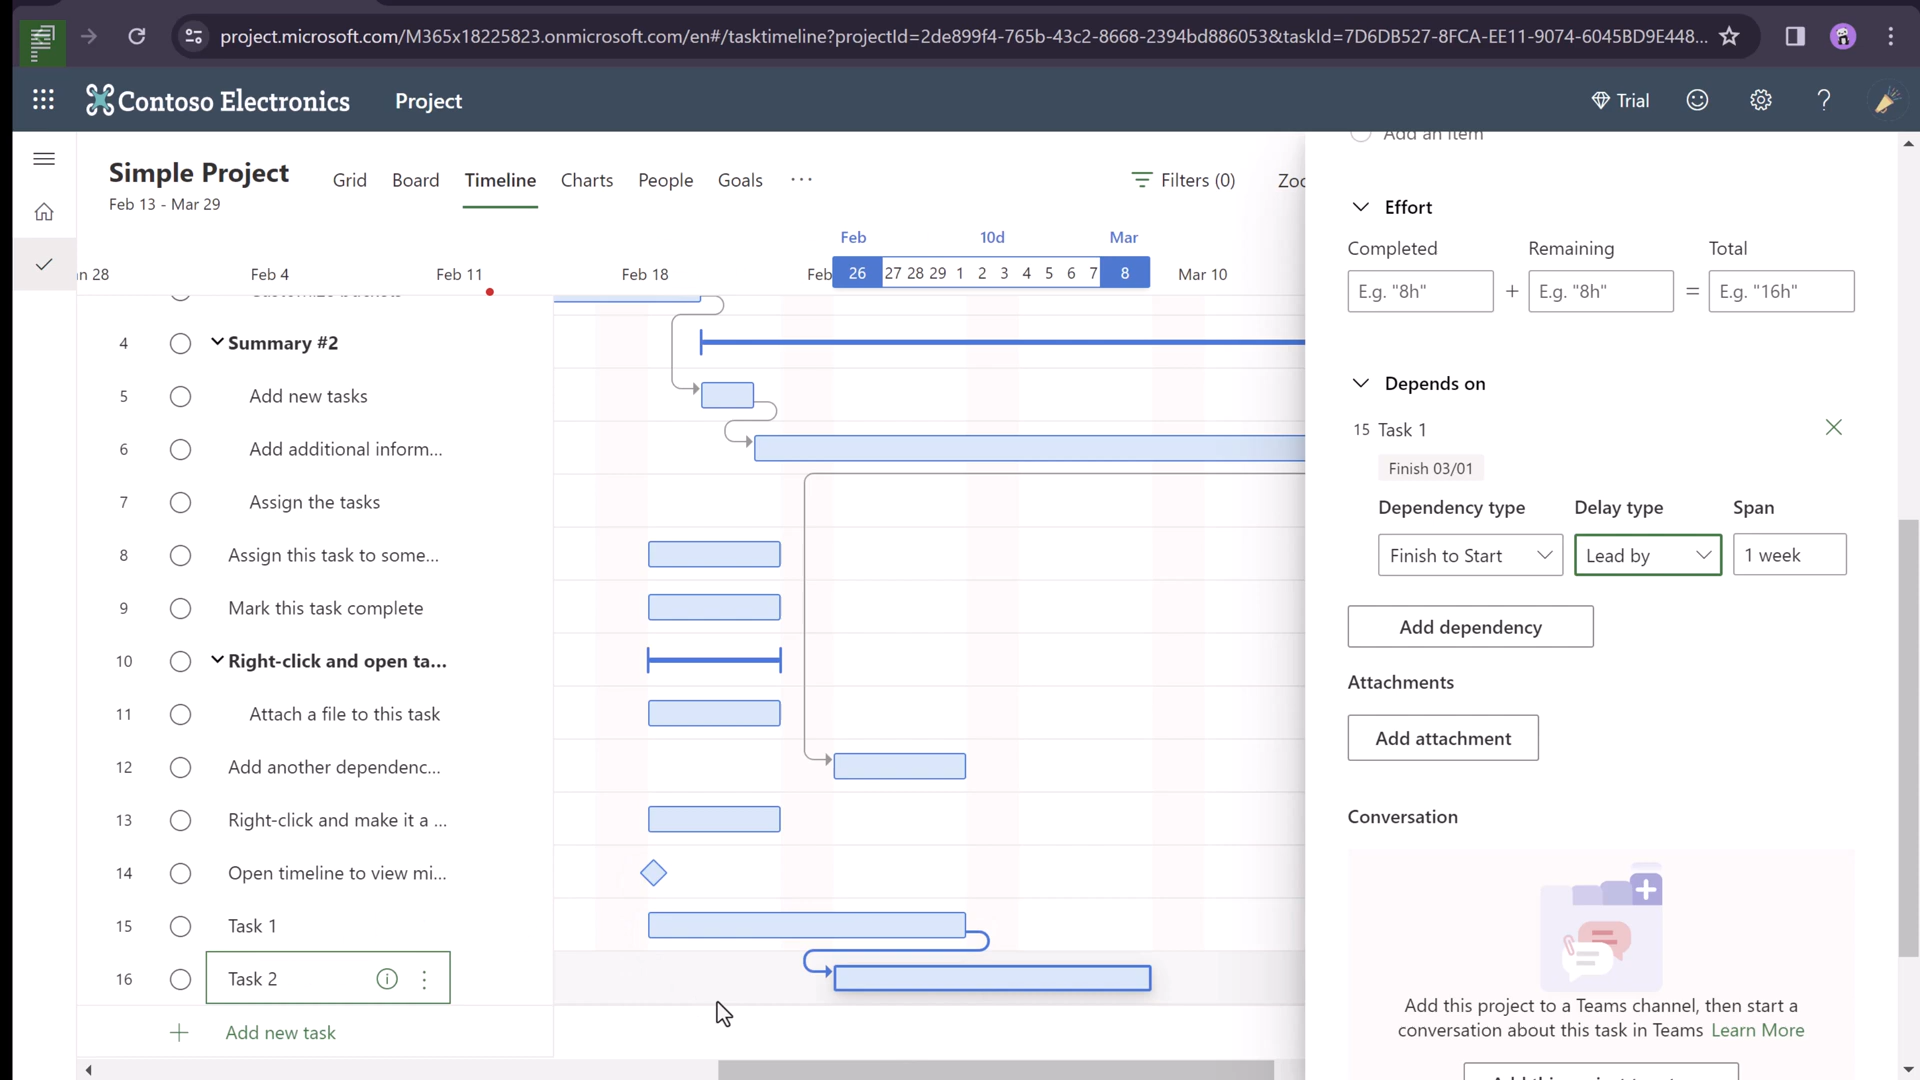 project.microsoft.com/M365x18225823.onmicrosoft.com/en#/tasktimeline?projectId=2de899f4-765b-43c2-8668-2394bd886053&taskId=7D6DB527-8FCA-EE11-9074-6045BD9E448...
Contoso Electronics
Project
Trial
Simple Project
Feb 13 - Mar 29
Grid
Board
Timeline
Charts
People
Goals
Filters (0)
Zoo
Feb
10d
Mar
n 28
Feb 4
Feb 11
Feb 18
Feb
26
27 28 29 1 2 3 4 5 6 7
8
Mar 10
4
Summary #2
5
Add new tasks
6
Add additional inform...
7
Assign the tasks
8
Assign this task to some...
9
Mark this task complete
10
Right-click and open ta...
11
Attach a file to this task
12
Add another dependenc...
13
Right-click and make it a ...
14
Open timeline to view mi...
15
Task 1
16
Task 2
Add new task
Add an item
Effort
Completed
Remaining
Total
E.g. "8h"
+
E.g. "8h"
=
E.g. "16h"
Depends on
15 Task 1
Finish 03/01
Dependency type
Delay type
Span
Finish to Start
Lead by
1 week
Add dependency
Attachments
Add attachment
Conversation
Add this project to a Teams channel, then start a
conversation about this task in Teams Learn More